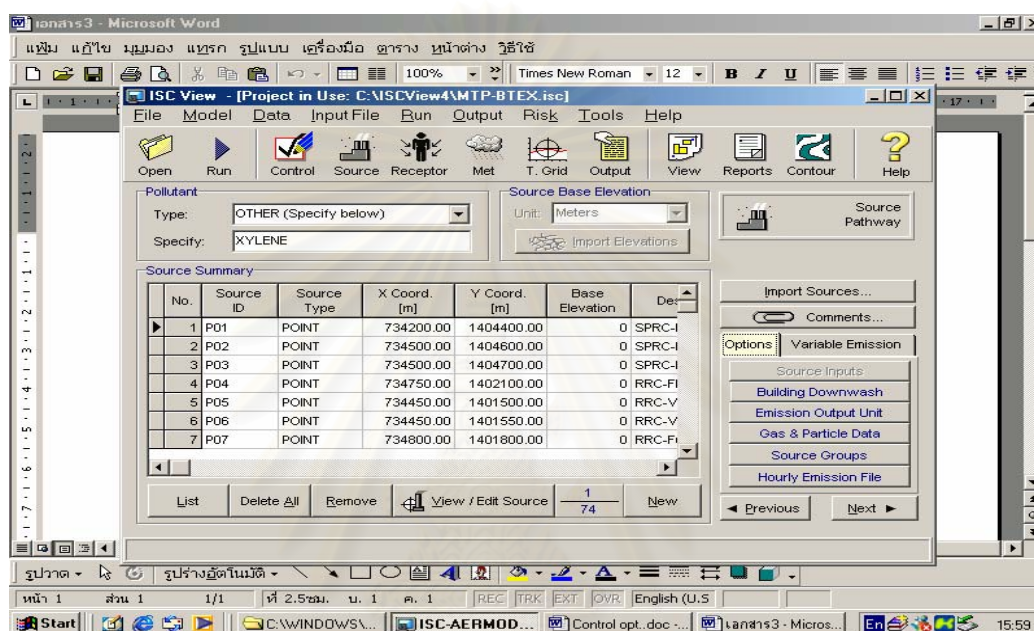 เอกสาร3 - Microsoft Word
แฟ้ม แก้ไข มุมมอง แทรก รูปแบบ เครื่องมือ ตาราง หน้าต่าง วิธีใช้
100% Times New Roman 12 B I U
ISC View - [Project in Use: C:\ISCView4\MTP-BTEX.isc]
File Model Data Input File Run Output Risk Tools Help
Open Run Control Source Receptor Met T. Grid Output View Reports Contour Help
Pollutant
Type: OTHER (Specify below)
Specify: XYLENE
Source Base Elevation
Unit: Meters
Import Elevations
Source Pathway
Source Summary
No. Source ID Source Type X Coord. [m] Y Coord. [m] Base Elevation Des
1 P01 POINT 734200.00 1404400.00 0 SPRC-
2 P02 POINT 734500.00 1404600.00 0 SPRC-
3 P03 POINT 734500.00 1404700.00 0 SPRC-
4 P04 POINT 734750.00 1402100.00 0 RRC-FI
5 P05 POINT 734450.00 1401500.00 0 RRC-V
6 P06 POINT 734450.00 1401550.00 0 RRC-V
7 P07 POINT 734800.00 1401800.00 0 RRC-F
List Delete All Remove View / Edit Source 1 74 New
Import Sources...
Comments...
Options Variable Emission
Source Inputs
Building Downwash
Emission Output Unit
Gas & Particle Data
Source Groups
Hourly Emission File
Previous Next
รูปวาด รูปร่างอัตโนมัติ
หน้า 1 ส่วน 1 1/1 ที่ 2.5ซม. บ. 1 ค. 1 REC TRK EXT OVR English (U.S
Start C:\WINDOWS\... ISC-AERMOD... Control opt..doc -... เอกสาร3 - Micros... En 15:59